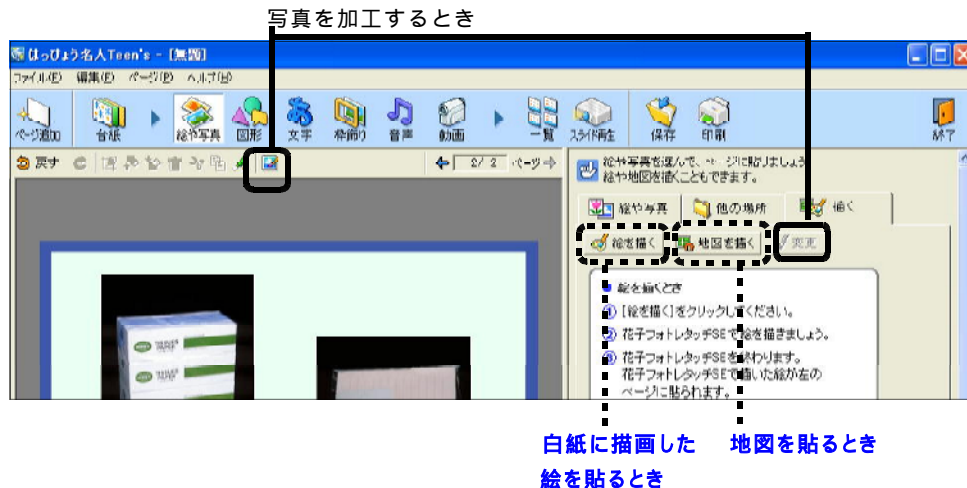 写真を加工するとき
はっぴょう名人Teen's - [無題]
ファイル(F) 編集(E) ページ(P) ヘルプ(H)
ページ追加 台紙 絵や写真 図形 文字 枠飾り 音声 動画 一覧 スライド再生 保存 印刷 終了
戻す 2/ 2 ページ
絵や写真を選んで、ページに貼りましょう
絵や地図を描くこともできます。
絵や写真 他の場所 描く
絵を描く 地図を描く 変更
絵を描くとき
① [絵を描く]をクリックしてください。
② 花子フォトレタッチSEで絵を描きましょう。
③ 花子フォトレタッチSEを終わります。
花子フォトレタッチSEで描いた絵が左の
ページに貼られます。
白紙に描画した 地図を貼るとき
絵を貼るとき